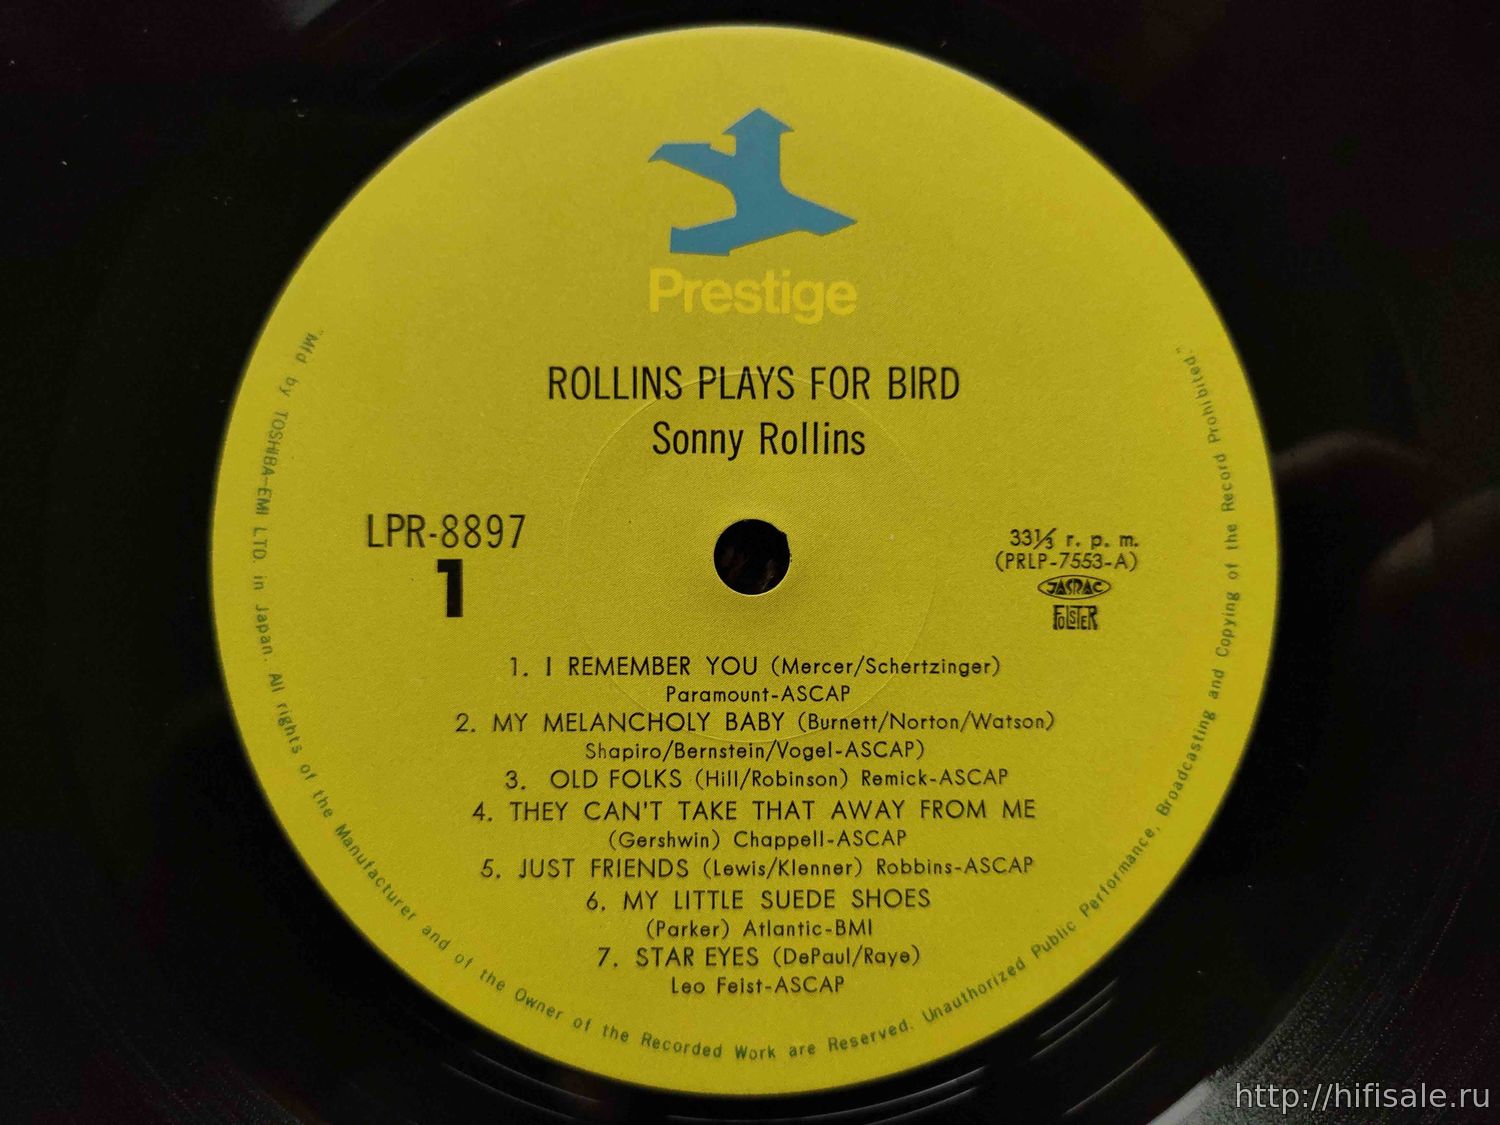 Prestige
ROLLINS PLAYS FOR BIRD
Sonny Rollins
LPR-8897
1
33⅓ r. p. m.
(PRLP-7553-A)
JASRAC
FOLSTER
1. I REMEMBER YOU (Mercer/Schertzinger)
Paramount-ASCAP
2. MY MELANCHOLY BABY (Burnett/Norton/Watson)
Shapiro/Bernstein/Vogel-ASCAP)
3. OLD FOLKS (Hill/Robinson) Remick-ASCAP
4. THEY CAN'T TAKE THAT AWAY FROM ME
(Gershwin) Chappell-ASCAP
5. JUST FRIENDS (Lewis/Klenner) Robbins-ASCAP
6. MY LITTLE SUEDE SHOES
(Parker) Atlantic-BMI
7. STAR EYES (DePaul/Raye)
Leo Feist-ASCAP
"Mfd by TOSHIBA-EMI LTD. in Japan. All rights of the Manufacturer and of the Owner of the Recorded Work are Reserved. Unauthorized Public Performance, Broadcasting and Copying of the Record Prohibited."
http://hifisale.ru